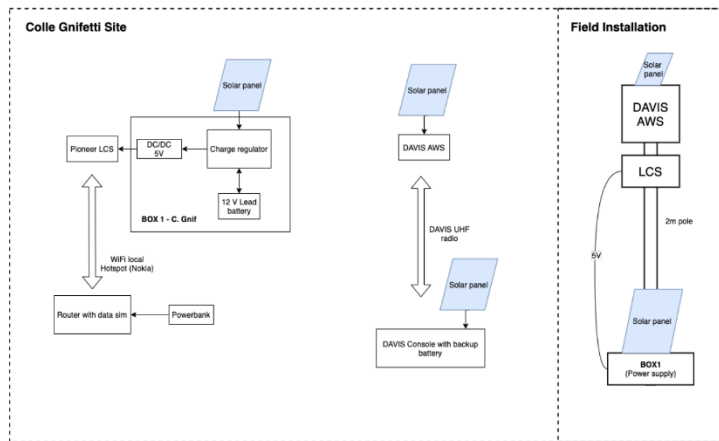 Colle Gnifetti Site
Solar panel
Pioneer LCS
DC/DC
5V
Charge regulator
12 V Lead
battery
BOX 1 - C. Gnif
WiFi local
Hotspot (Nokia)
Router with data sim
Powerbank
Solar panel
DAVIS AWS
DAVIS UHF
radio
Solar panel
DAVIS Console with backup
battery
Field Installation
Solar
panel
DAVIS
AWS
LCS
2m pole
5V
Solar panel
BOX1
(Power supply)